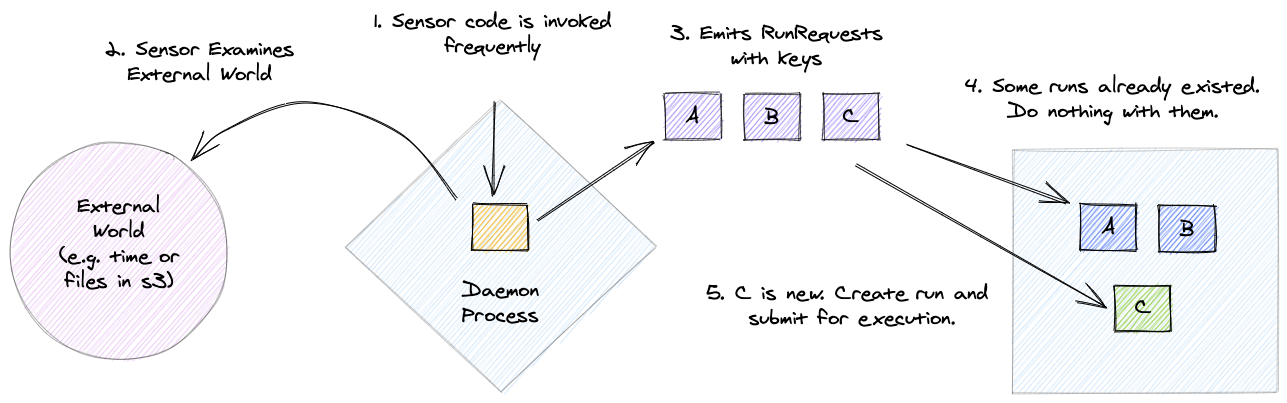 1. Sensor code is invoked
frequently
2. Sensor Examines
External World
3. Emits RunRequests
with keys
A B C
4. Some runs already existed.
Do nothing with them.
External
World
(e.g. time or
files in s3)
Daemon
Process
A B
C
5. C is new. Create run and
submit for execution.